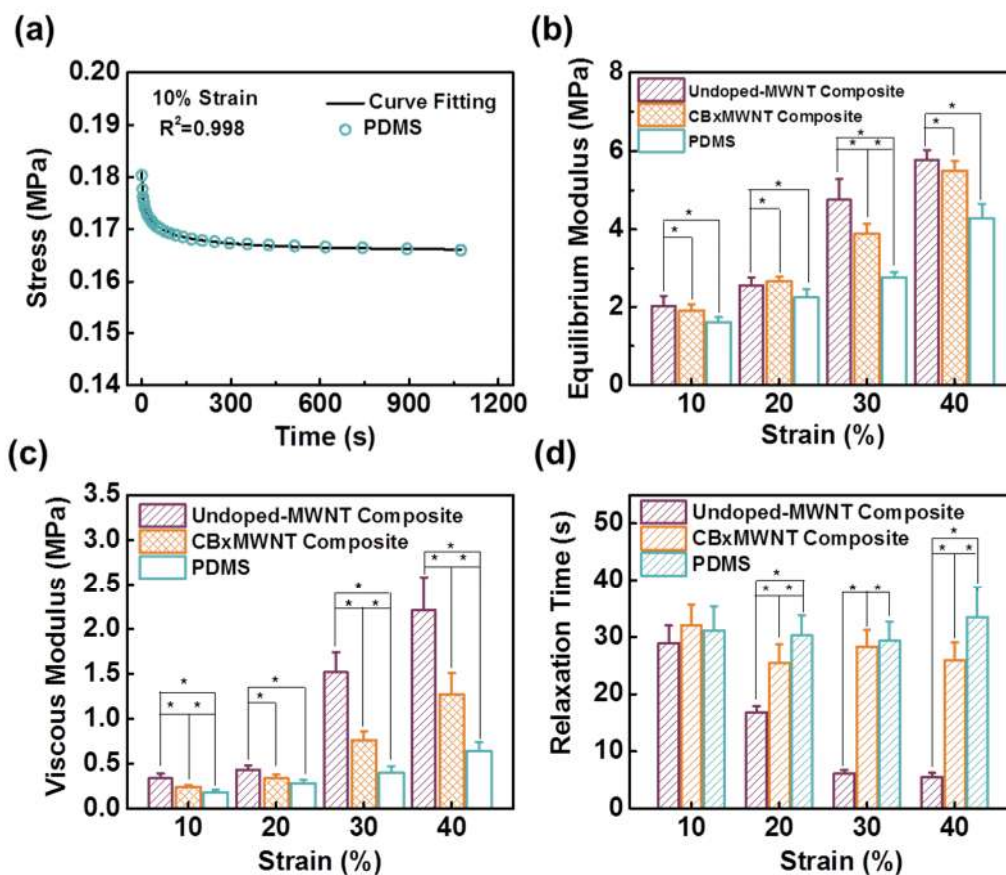 (a)
0.20
0.19
0.18
0.17
0.16
0.15
0.14
Stress (MPa)
10% Strain
R²=0.998
Curve Fitting
PDMS
0 300 600 900 1200
Time (s)
(b)
8
6
4
2
0
Equilibrium Modulus (MPa)
Undoped-MWNT Composite
CBxMWNT Composite
PDMS
* * * * * * * * *
10 20 30 40
Strain (%)
(c)
3.5
3.0
2.5
2.0
1.5
1.0
0.5
0.0
Viscous Modulus (MPa)
Undoped-MWNT Composite
CBxMWNT Composite
PDMS
* * * * * * * * * * *
10 20 30 40
Strain (%)
(d)
50
40
30
20
10
0
Relaxation Time (s)
Undoped-MWNT Composite
CBxMWNT Composite
PDMS
* * * * * * * *
10 20 30 40
Strain (%)